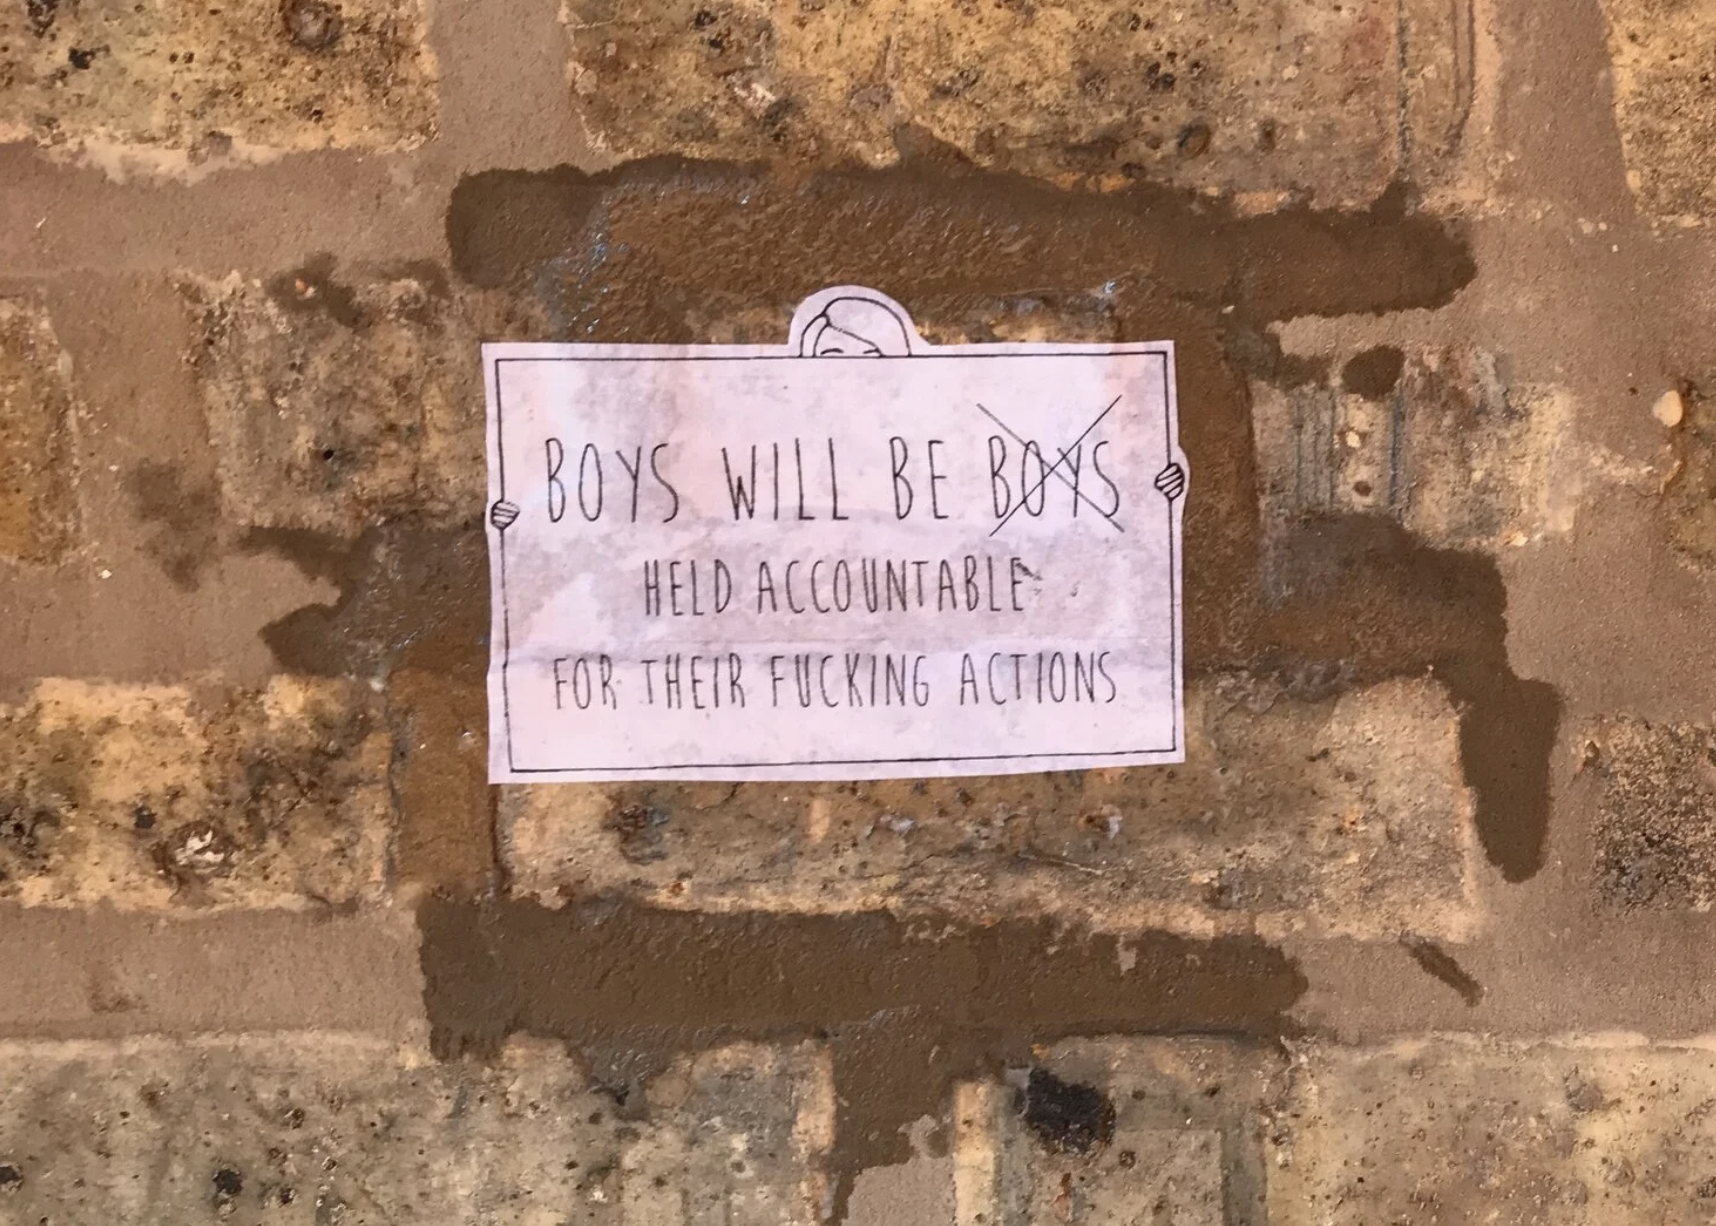 BOYS WILL BE BOYS
HELD ACCOUNTABLE
FOR THEIR FUCKING ACTIONS